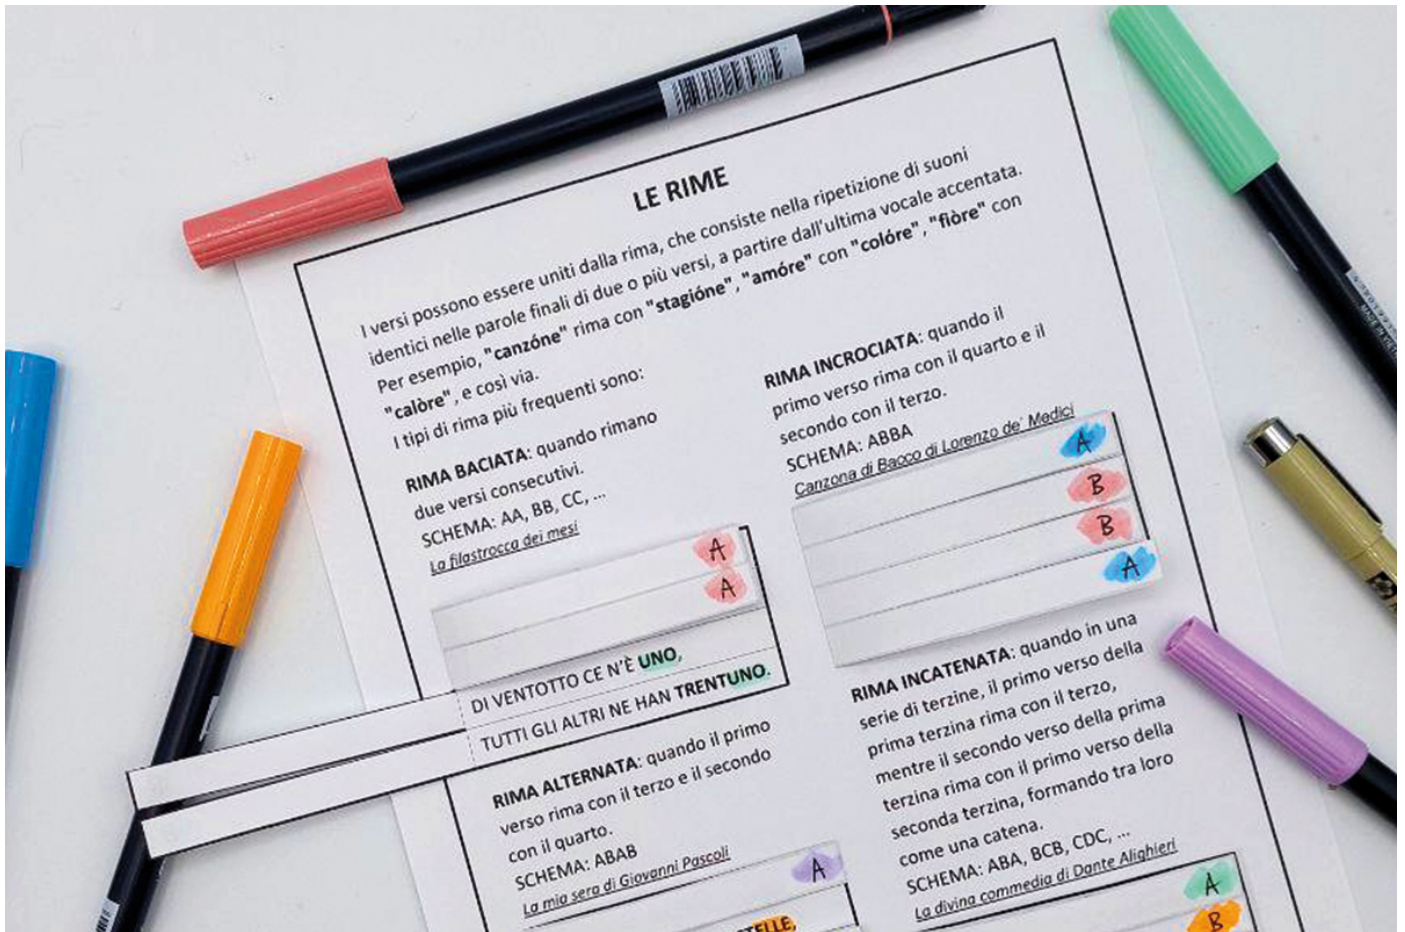 LE RIME
I versi possono essere uniti dalla rima, che consiste nella ripetizione di suoni
identici nelle parole finali di due o più versi, a partire dall'ultima vocale accentata.
Per esempio, "canzóne" rima con "stagióne", "amóre" con "colóre", "fiòre" con
"calòre", e così via.
I tipi di rima più frequenti sono:
RIMA BACIATA: quando rimano
due versi consecutivi.
SCHEMA: AA, BB, CC, ...
La filastrocca dei mesi
A
A
DI VENTOTTO CE N'È UNO,
TUTTI GLI ALTRI NE HAN TRENTUNO.
RIMA ALTERNATA: quando il primo
verso rima con il terzo e il secondo
con il quarto.
SCHEMA: ABAB
La mia sera di Giovanni Pascoli
A
RIMA INCROCIATA: quando il
primo verso rima con il quarto e il
secondo con il terzo.
SCHEMA: ABBA
Canzona di Bacco di Lorenzo de' Medici
A
B
B
A
RIMA INCATENATA: quando in una
serie di terzine, il primo verso della
prima terzina rima con il terzo,
mentre il secondo verso della prima
terzina rima con il primo verso della
seconda terzina, formando tra loro
come una catena.
SCHEMA: ABA, BCB, CDC, ...
La divina commedia di Dante Alighieri
A
B